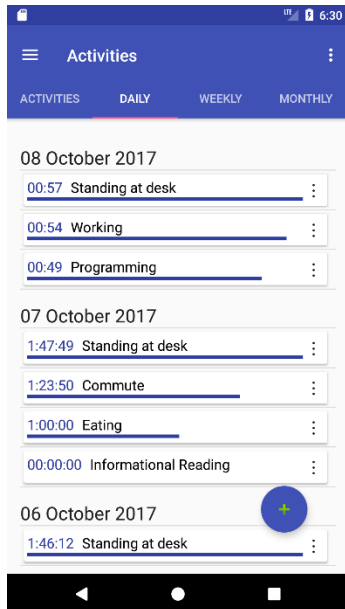 LTE 6:30
Activities
ACTIVITIES DAILY WEEKLY MONTHLY
08 October 2017
00:57 Standing at desk
00:54 Working
00:49 Programming
07 October 2017
1:47:49 Standing at desk
1:23:50 Commute
1:00:00 Eating
00:00:00 Informational Reading
06 October 2017
1:46:12 Standing at desk